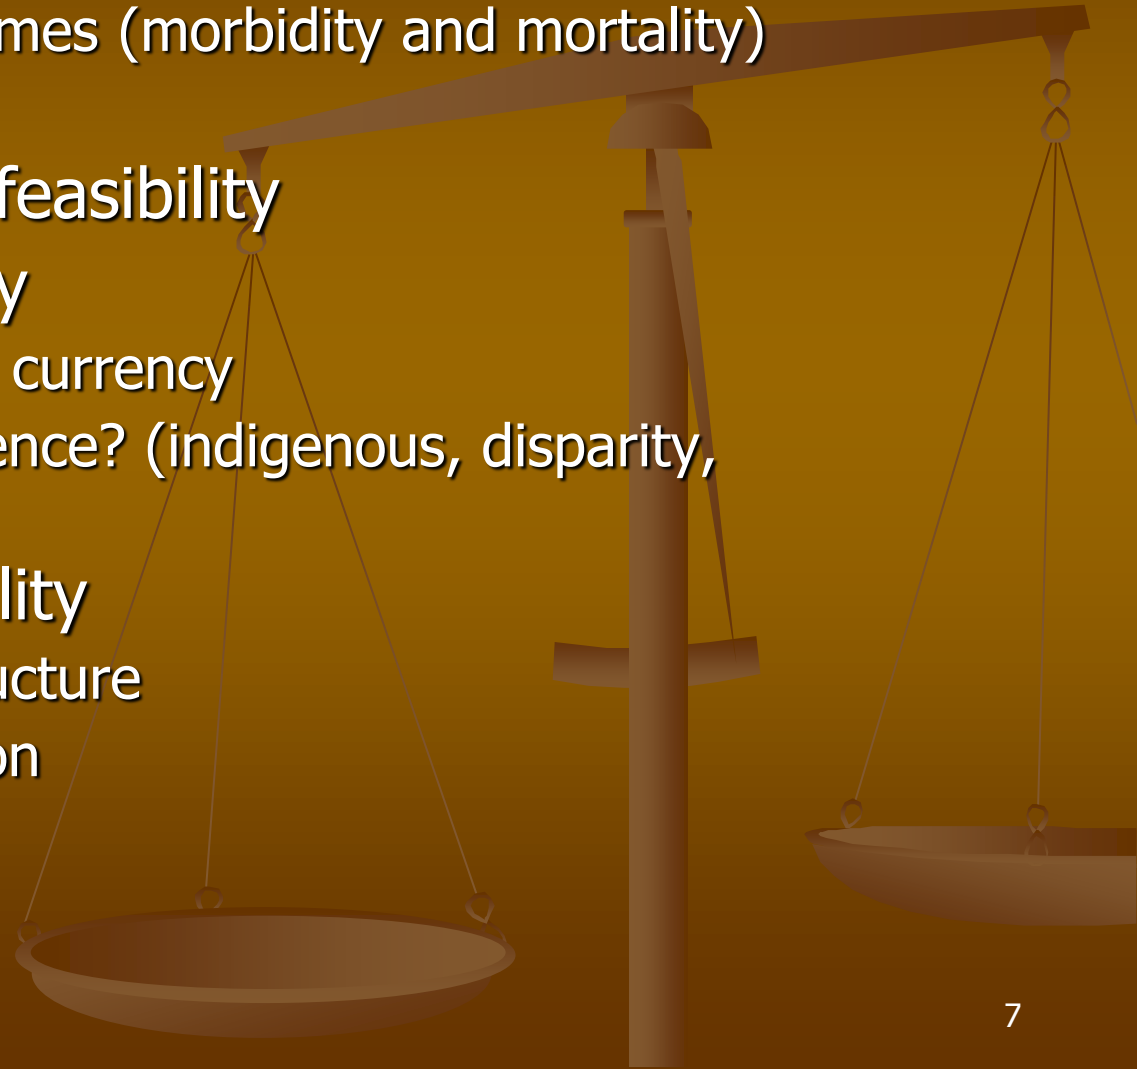 mes (morbidity and mortality)
feasibility
y
currency
ence? (indigenous, disparity,
lity
ucture
on
7